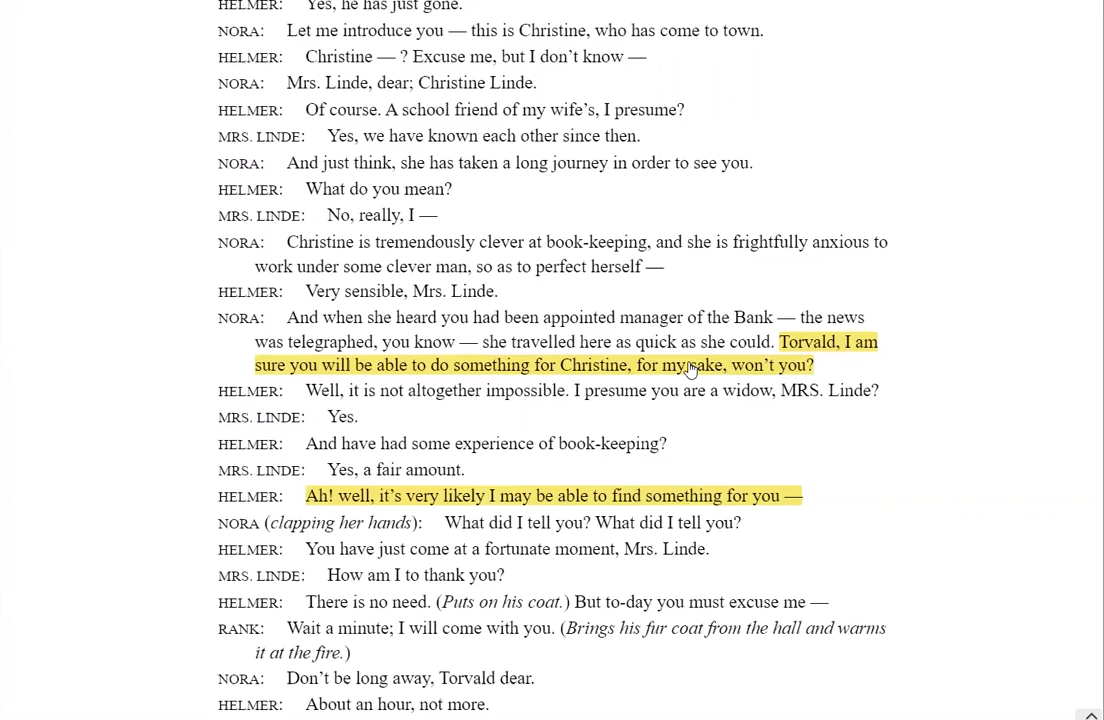 HELMER: Yes, he has just gone.
NORA: Let me introduce you — this is Christine, who has come to town.
HELMER: Christine — ? Excuse me, but I don’t know —
NORA: Mrs. Linde, dear; Christine Linde.
HELMER: Of course. A school friend of my wife’s, I presume?
MRS. LINDE: Yes, we have known each other since then.
NORA: And just think, she has taken a long journey in order to see you.
HELMER: What do you mean?
MRS. LINDE: No, really, I —
NORA: Christine is tremendously clever at book-keeping, and she is frightfully anxious to
work under some clever man, so as to perfect herself —
HELMER: Very sensible, Mrs. Linde.
NORA: And when she heard you had been appointed manager of the Bank — the news
was telegraphed, you know — she travelled here as quick as she could. Torvald, I am
sure you will be able to do something for Christine, for my sake, won’t you?
HELMER: Well, it is not altogether impossible. I presume you are a widow, MRS. Linde?
MRS. LINDE: Yes.
HELMER: And have had some experience of book-keeping?
MRS. LINDE: Yes, a fair amount.
HELMER: Ah! well, it’s very likely I may be able to find something for you —
NORA (clapping her hands): What did I tell you? What did I tell you?
HELMER: You have just come at a fortunate moment, Mrs. Linde.
MRS. LINDE: How am I to thank you?
HELMER: There is no need. (Puts on his coat.) But to-day you must excuse me —
RANK: Wait a minute; I will come with you. (Brings his fur coat from the hall and warms
it at the fire.)
NORA: Don’t be long away, Torvald dear.
HELMER: About an hour, not more.